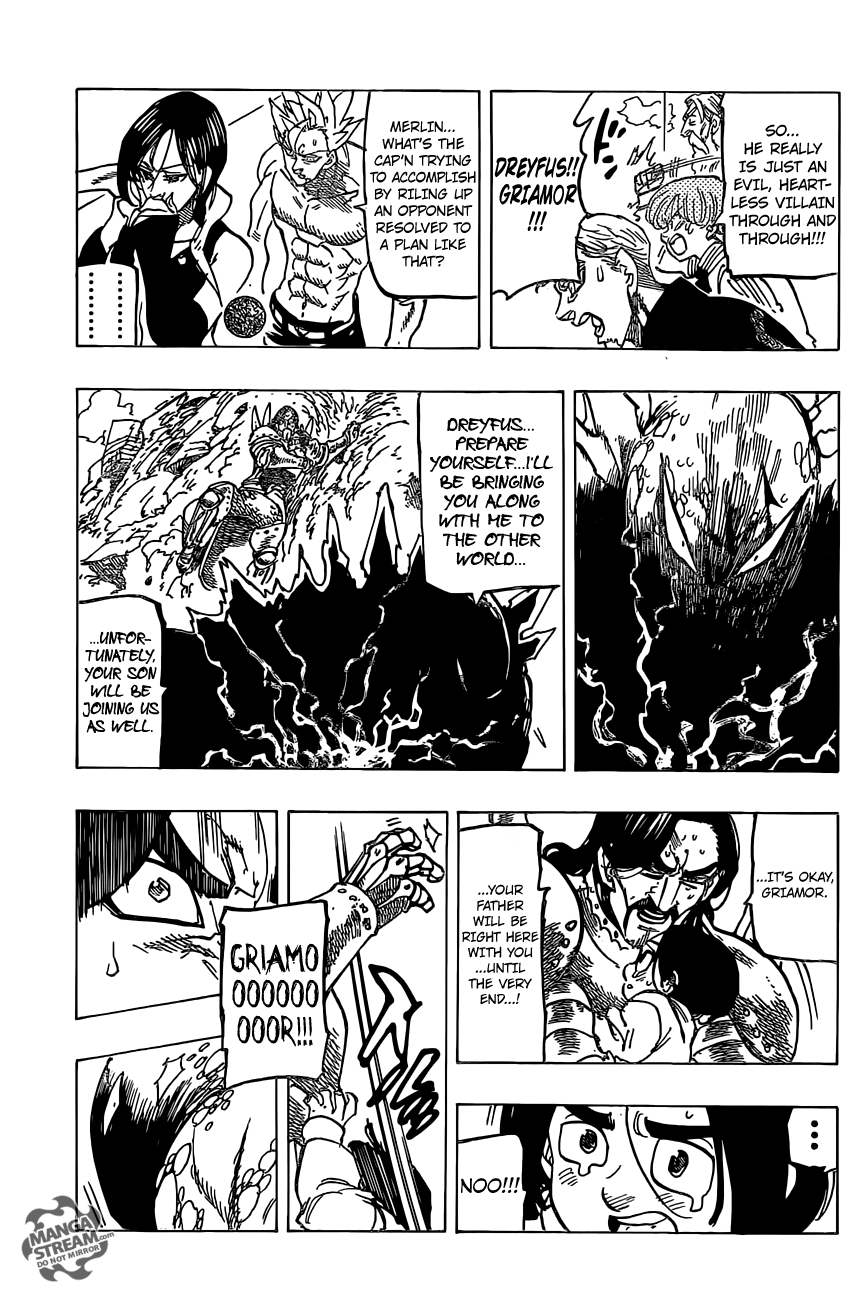 SO...
HE REALLY
IS JUST AN
EVIL, HEART-
LESS VILLAIN
THROUGH AND
THROUGH!!!
ド
DREYFUS!!
GRIAMOR
!!!
MERLIN...
WHAT'S THE
CAP'N TRYING
TO ACCOMPLISH
BY RILING UP
AN OPPONENT
RESOLVED TO
A PLAN LIKE
THAT?
........
DREYFUS...
PREPARE
YOURSELF...I'LL
BE BRINGING
YOU ALONG
WITH ME TO
THE OTHER
WORLD...
...UNFOR-
TUNATELY,
YOUR SON
WILL BE
JOINING US
AS WELL.
...IT'S OKAY,
GRIAMOR.
...YOUR
FATHER
WILL BE
RIGHT HERE
WITH YOU
...UNTIL
THE VERY
END...!
...
NOO!!!
GRIAMO
OOOOOO
OOOR!!!
MANGA
STREAM.com
DO NOT MIRROR